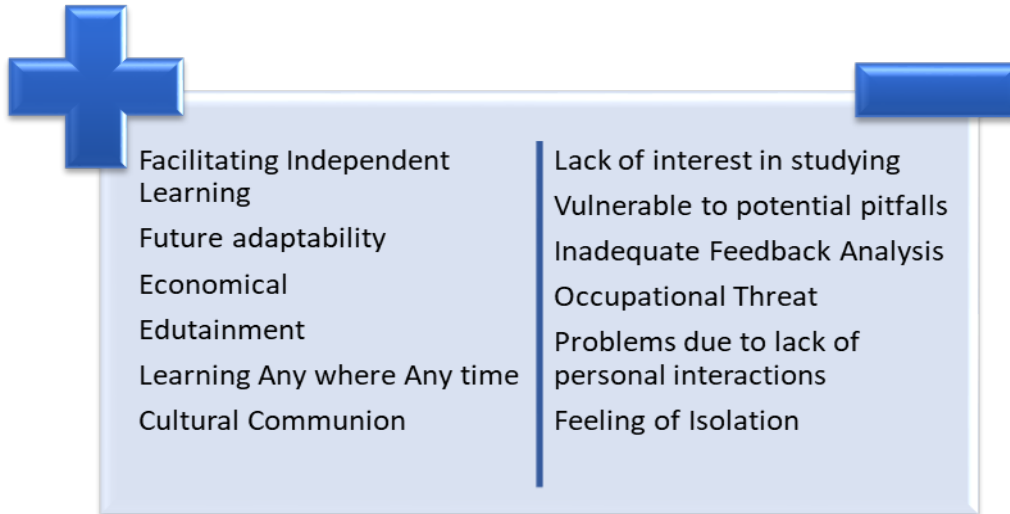 Facilitating Independent
Learning
Future adaptability
Economical
Edutainment
Learning Any where Any time
Cultural Communion
Lack of interest in studying
Vulnerable to potential pitfalls
Inadequate Feedback Analysis
Occupational Threat
Problems due to lack of
personal interactions
Feeling of Isolation